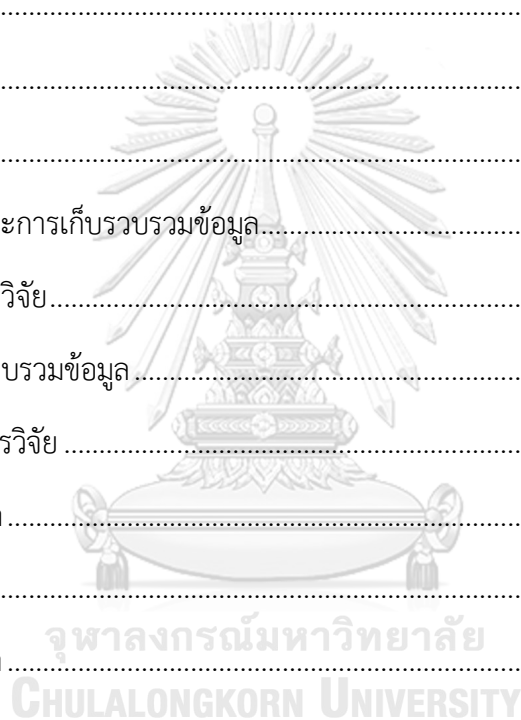 ..........................................................................
..........................................................................
..........................................................................
ะการเก็บรวบรวมข้อมูล..........................................
วิจัย..........................................................................
บรวมข้อมูล..............................................................
รวิจัย........................................................................
..........................................................................
..........................................................................
จุฬาลงกรณ์มหาวิทยาลัย
..........................................................................
CHULALONGKORN UNIVERSITY